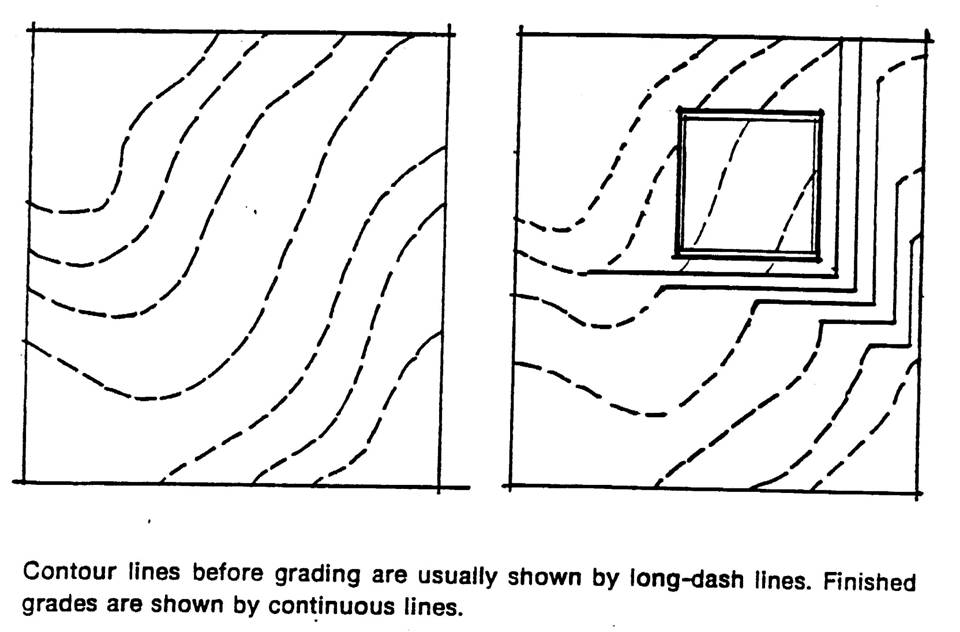 Contour lines before grading are usually shown by long-dash lines. Finished
grades are shown by continuous lines.